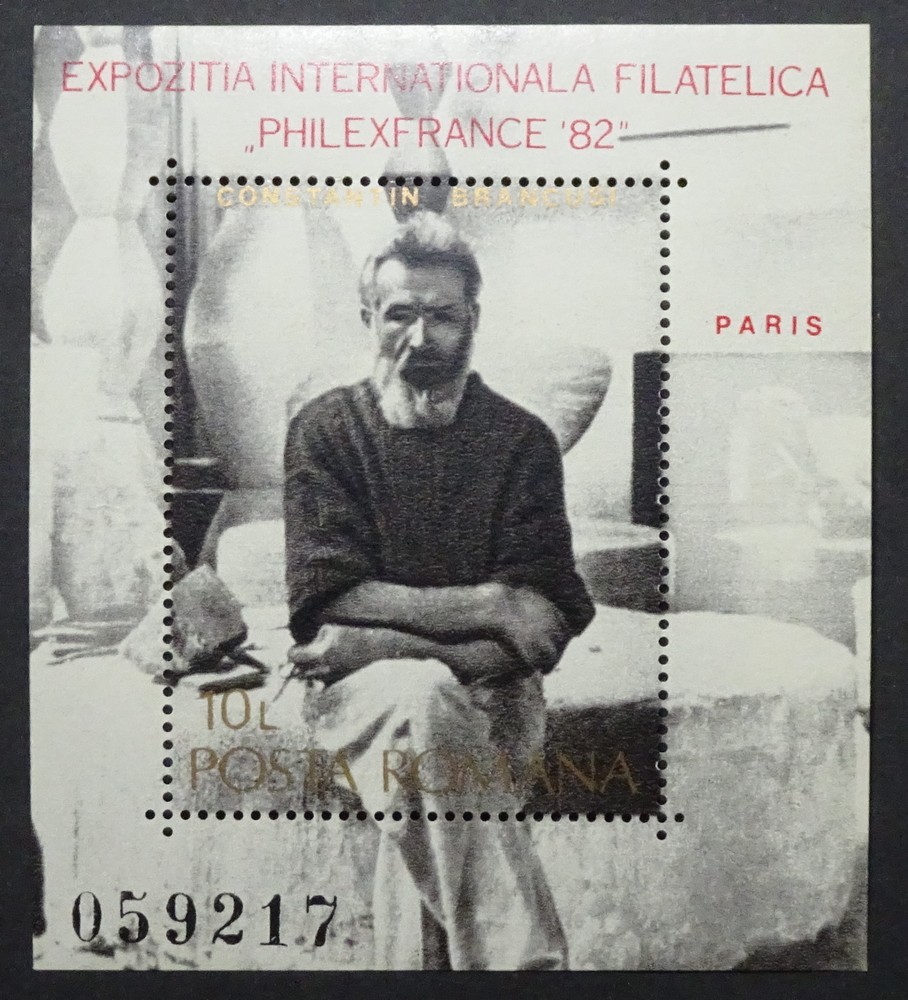 EXPOZITIA INTERNATIONALA FILATELICA
„PHILEXFRANCE '82”
CONSTANTIN BRANCUSI
PARIS
10L
POSTA ROMANA
059217